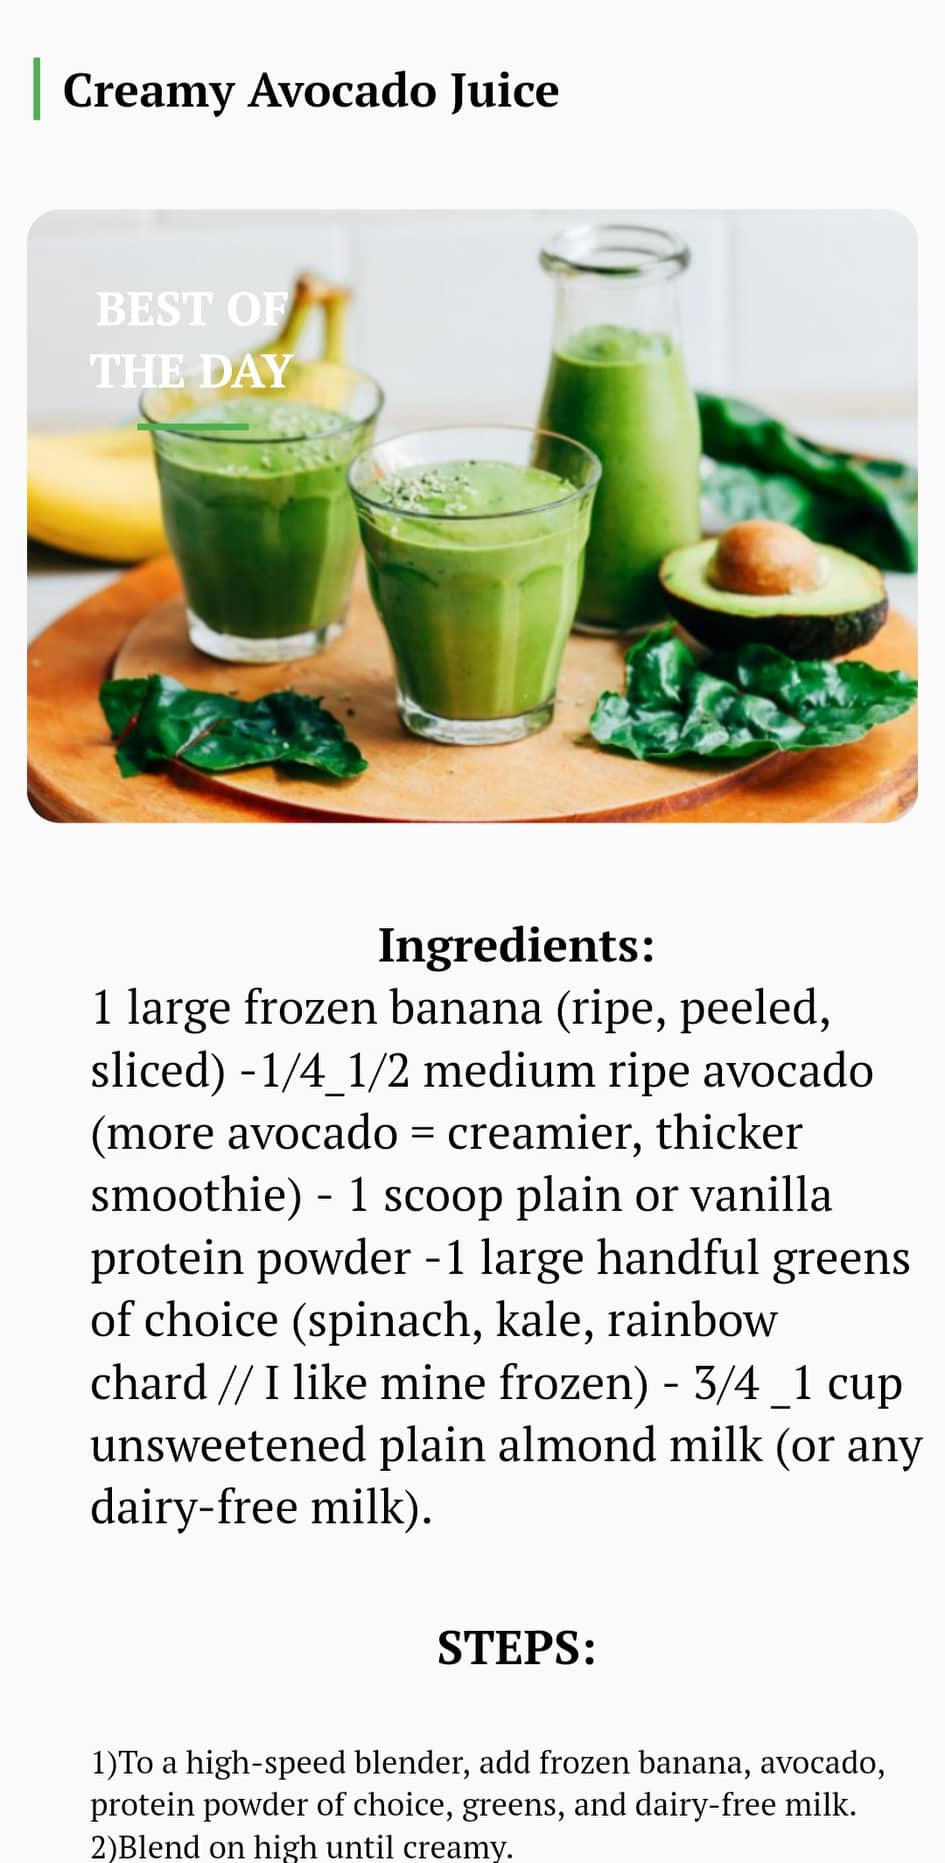 Creamy Avocado Juice
BEST OF
THE DAY
Ingredients:
1 large frozen banana (ripe, peeled,
sliced) -1/4_1/2 medium ripe avocado
(more avocado = creamier, thicker
smoothie) - 1 scoop plain or vanilla
protein powder -1 large handful greens
of choice (spinach, kale, rainbow
chard // I like mine frozen) - 3/4 _1 cup
unsweetened plain almond milk (or any
dairy-free milk).
STEPS:
1)To a high-speed blender, add frozen banana, avocado,
protein powder of choice, greens, and dairy-free milk.
2)Blend on high until creamy.